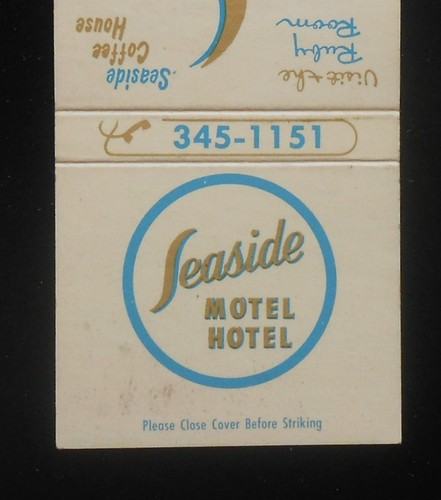 Visit the
Ruby
Room
Seaside
Coffee
House
345-1151
Seaside
MOTEL
HOTEL
Please Close Cover Before Striking